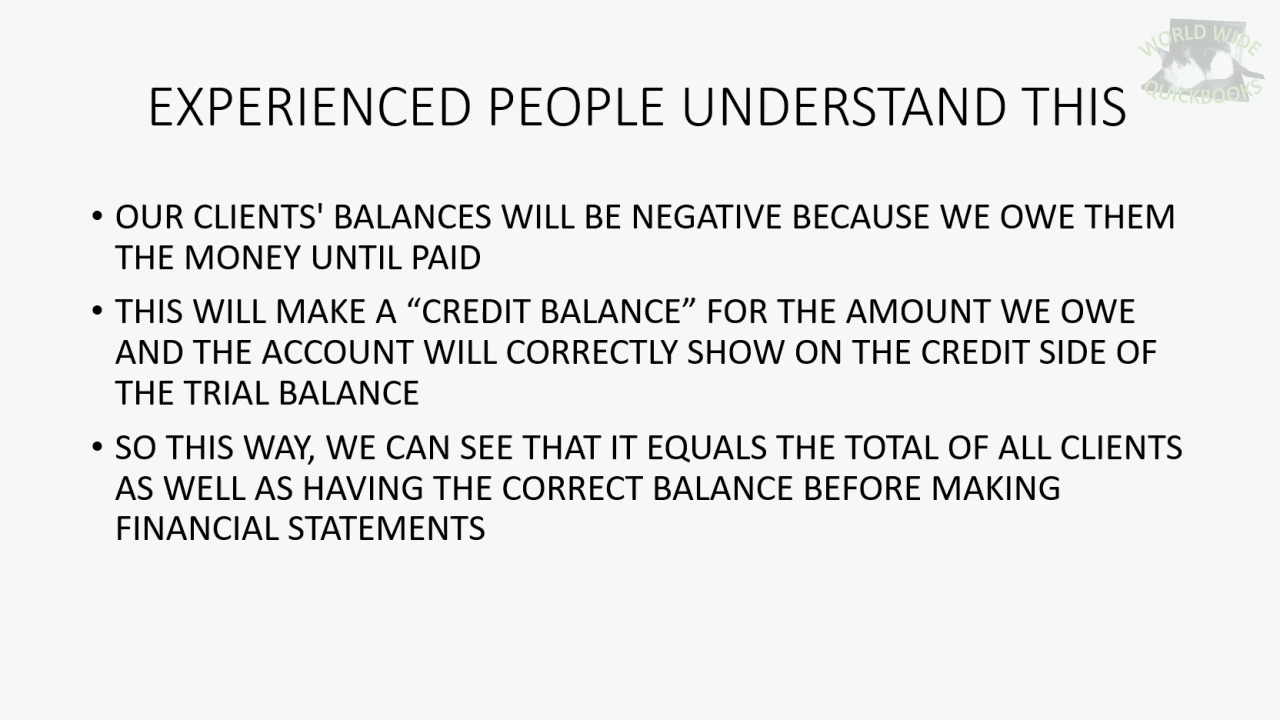 WORLD WIDE
QUICKBOOKS
EXPERIENCED PEOPLE UNDERSTAND THIS
• OUR CLIENTS' BALANCES WILL BE NEGATIVE BECAUSE WE OWE THEM
THE MONEY UNTIL PAID
• THIS WILL MAKE A “CREDIT BALANCE” FOR THE AMOUNT WE OWE
AND THE ACCOUNT WILL CORRECTLY SHOW ON THE CREDIT SIDE OF
THE TRIAL BALANCE
• SO THIS WAY, WE CAN SEE THAT IT EQUALS THE TOTAL OF ALL CLIENTS
AS WELL AS HAVING THE CORRECT BALANCE BEFORE MAKING
FINANCIAL STATEMENTS